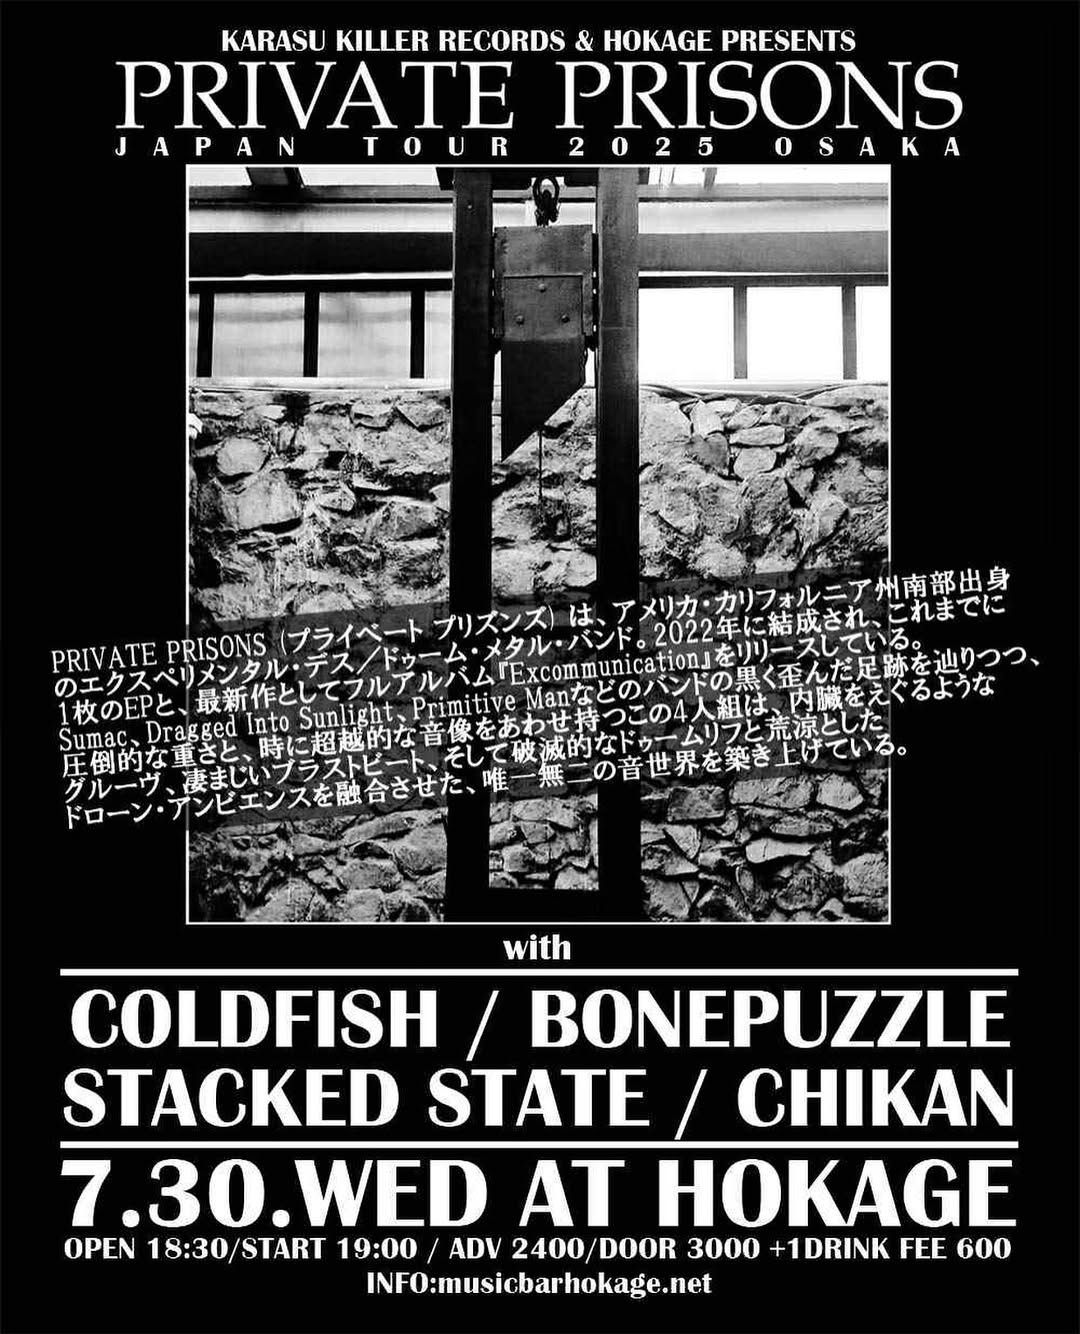 KARASU KILLER RECORDS & HOKAGE PRESENTS
PRIVATE PRISONS
JAPAN TOUR 2025 OSAKA
PRIVATE PRISONS (プライベート プリズンズ) は、アメリカ・カリフォルニア州南部出身
のエクスペリメンタル・デス／ドゥーム・メタル・バンド。2022年に結成され、これまでに
1枚のEPと、最新作としてフルアルバム『Excommunication』をリリースしている。
Sumac、Dragged Into Sunlight、Primitive Manなどのバンドの黒く歪んだ足跡を辿りつつ、
圧倒的な重さと、時に超越的な音像をあわせ持つこの4人組は、内臓をえぐるような
グルーヴ、凄まじいブラストビート、そして破滅的なドゥームリフと荒涼とした
ドローン・アンビエンスを融合させた、唯一無二の音世界を築き上げている。
with
COLDFISH / BONEPUZZLE
STACKED STATE / CHIKAN
7.30.WED AT HOKAGE
OPEN 18:30/START 19:00 / ADV 2400/DOOR 3000 +1DRINK FEE 600
INFO:musicbarhokage.net